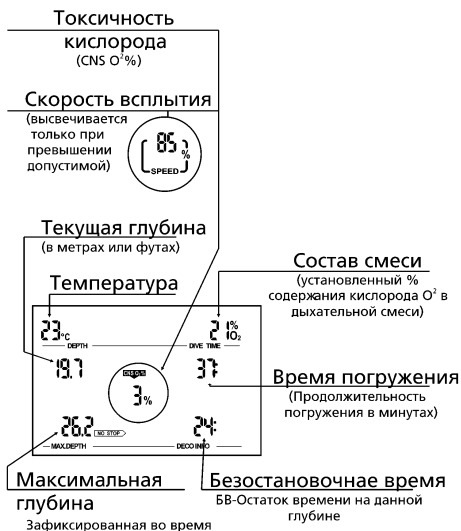 Токсичность
кислорода
(CNS O²%)
Скорость всплытия
(высвечивается
только при
превышении
допустимой)
85 %
SPEED
Текущая глубина
(в метрах или футах)
Температура
Состав смеси
(установленный %
содержания кислорода O² в
дыхательной смеси)
23°C
21% O2
DEPTH
DIVE TIME
19.7
37:
CNS O2%
3%
Время погружения
(Продолжительность
погружения в минутах)
26.2 NO STOP
24:
MAX.DEPTH
DECO INFO
Максимальная
глубина
Зафиксированная во время
Безостановочное время
БВ-Остаток времени на данной
глубине